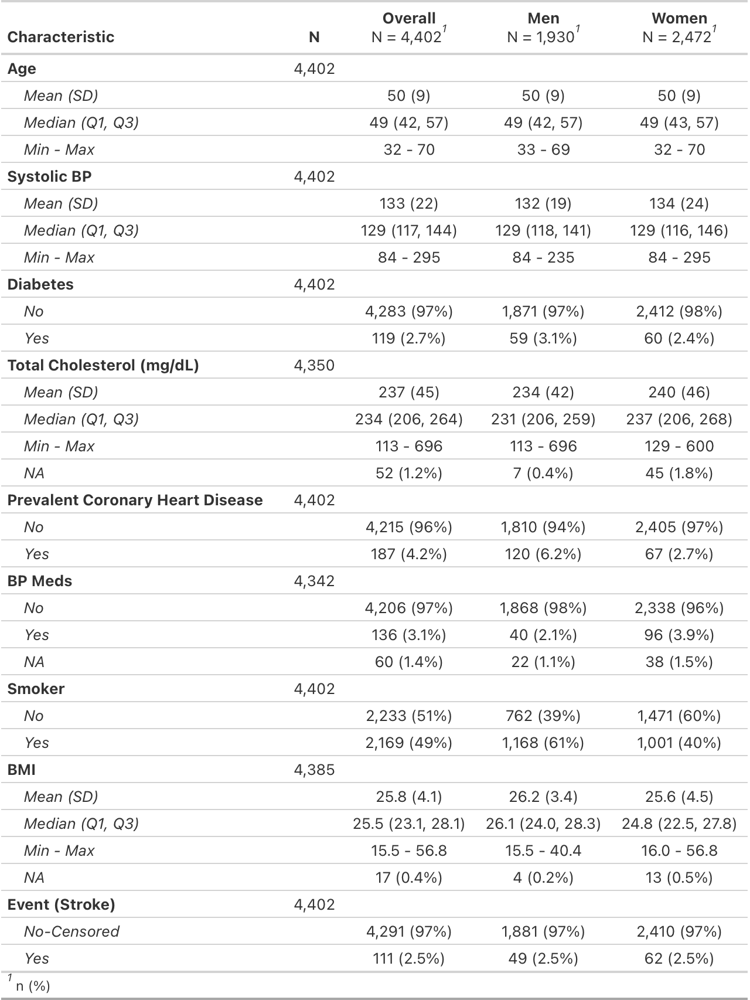 Characteristic N Overall N = 4,402¹ Men N = 1,930¹ Women N = 2,472¹
Age 4,402
Mean (SD) 50 (9) 50 (9) 50 (9)
Median (Q1, Q3) 49 (42, 57) 49 (42, 57) 49 (43, 57)
Min - Max 32 - 70 33 - 69 32 - 70
Systolic BP 4,402
Mean (SD) 133 (22) 132 (19) 134 (24)
Median (Q1, Q3) 129 (117, 144) 129 (118, 141) 129 (116, 146)
Min - Max 84 - 295 84 - 235 84 - 295
Diabetes 4,402
No 4,283 (97%) 1,871 (97%) 2,412 (98%)
Yes 119 (2.7%) 59 (3.1%) 60 (2.4%)
Total Cholesterol (mg/dL) 4,350
Mean (SD) 237 (45) 234 (42) 240 (46)
Median (Q1, Q3) 234 (206, 264) 231 (206, 259) 237 (206, 268)
Min - Max 113 - 696 113 - 696 129 - 600
NA 52 (1.2%) 7 (0.4%) 45 (1.8%)
Prevalent Coronary Heart Disease 4,402
No 4,215 (96%) 1,810 (94%) 2,405 (97%)
Yes 187 (4.2%) 120 (6.2%) 67 (2.7%)
BP Meds 4,342
No 4,206 (97%) 1,868 (98%) 2,338 (96%)
Yes 136 (3.1%) 40 (2.1%) 96 (3.9%)
NA 60 (1.4%) 22 (1.1%) 38 (1.5%)
Smoker 4,402
No 2,233 (51%) 762 (39%) 1,471 (60%)
Yes 2,169 (49%) 1,168 (61%) 1,001 (40%)
BMI 4,385
Mean (SD) 25.8 (4.1) 26.2 (3.4) 25.6 (4.5)
Median (Q1, Q3) 25.5 (23.1, 28.1) 26.1 (24.0, 28.3) 24.8 (22.5, 27.8)
Min - Max 15.5 - 56.8 15.5 - 40.4 16.0 - 56.8
NA 17 (0.4%) 4 (0.2%) 13 (0.5%)
Event (Stroke) 4,402
No-Censored 4,291 (97%) 1,881 (97%) 2,410 (97%)
Yes 111 (2.5%) 49 (2.5%) 62 (2.5%)
¹ n (%)